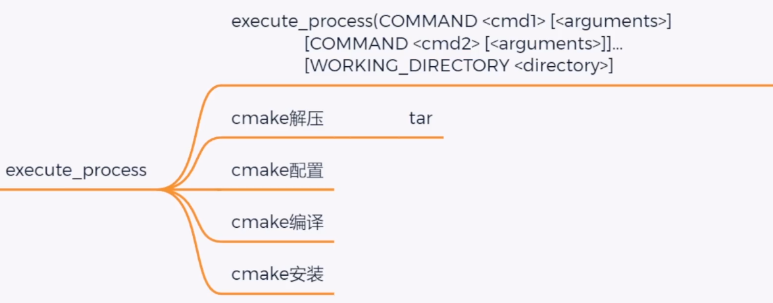 execute_process(COMMAND <cmd1> [<arguments>]
[COMMAND <cmd2> [<arguments>]]...
[WORKING_DIRECTORY <directory>]
cmake解压 tar
execute_process
cmake配置
cmake编译
cmake安装